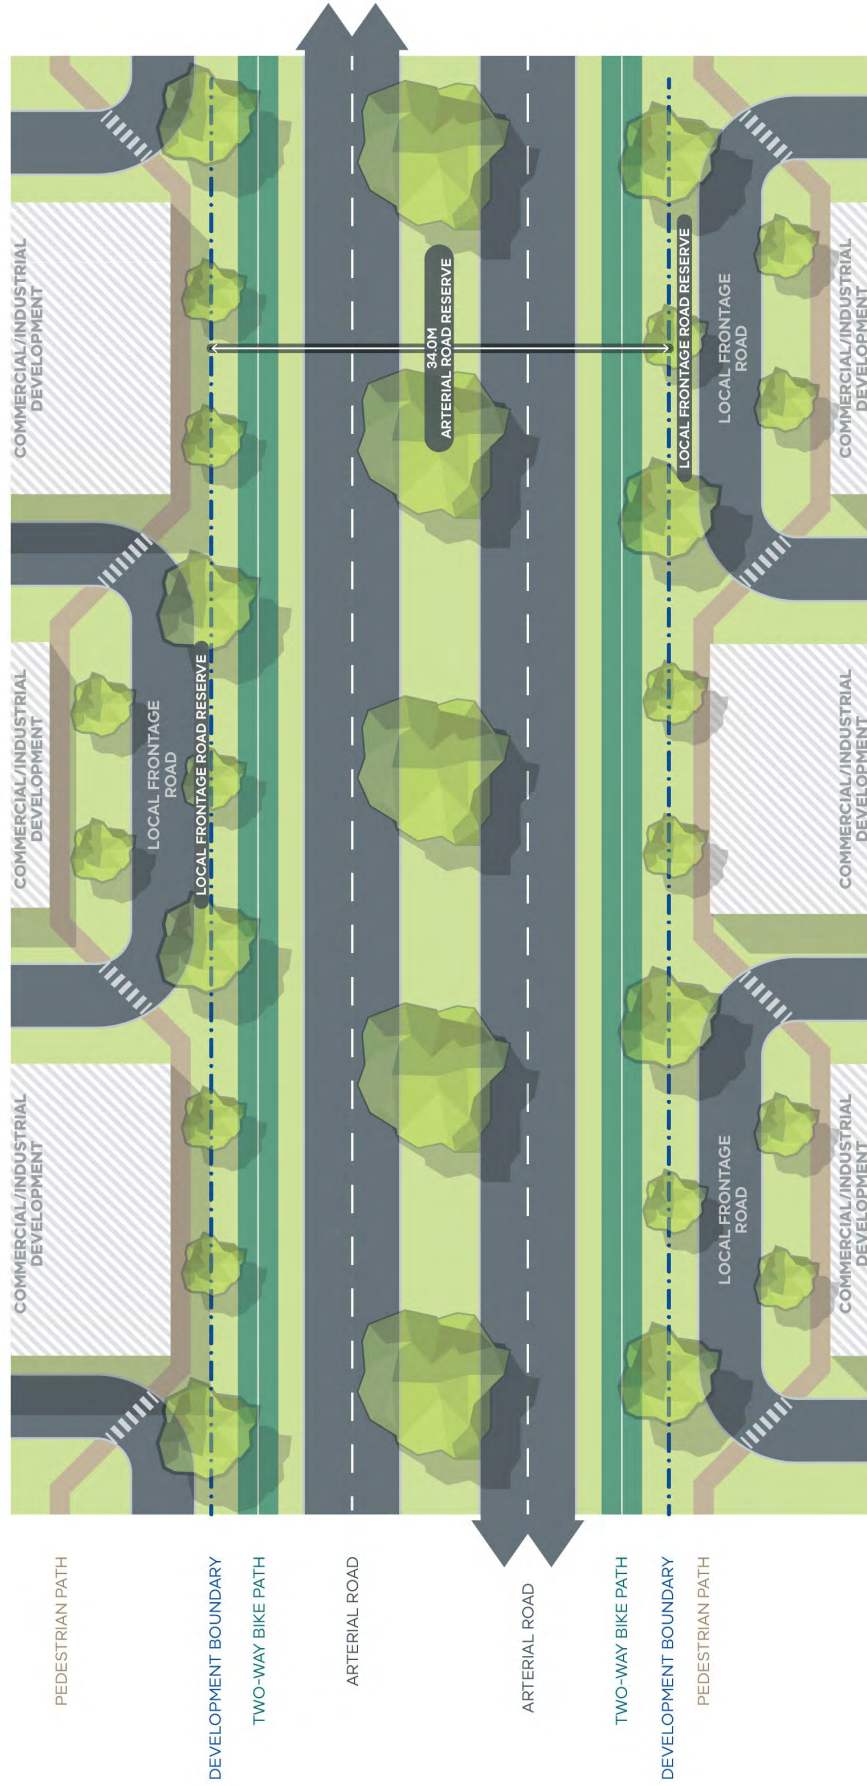 COMMERCIAL/INDUSTRIAL
DEVELOPMENT
COMMERCIAL/INDUSTRIAL
DEVELOPMENT
COMMERCIAL/INDUSTRIAL
DEVELOPMENT
LOCAL FRONTAGE
ROAD
LOCAL FRONTAGE ROAD RESERVE
34.0M
ARTERIAL ROAD RESERVE
LOCAL FRONTAGE ROAD RESERVE
LOCAL FRONTAGE
ROAD
LOCAL FRONTAGE
ROAD
COMMERCIAL/INDUSTRIAL
DEVELOPMENT
COMMERCIAL/INDUSTRIAL
DEVELOPMENT
COMMERCIAL/INDUSTRIAL
DEVELOPMENT
PEDESTRIAN PATH
DEVELOPMENT BOUNDARY
TWO-WAY BIKE PATH
ARTERIAL ROAD
ARTERIAL ROAD
TWO-WAY BIKE PATH
DEVELOPMENT BOUNDARY
PEDESTRIAN PATH